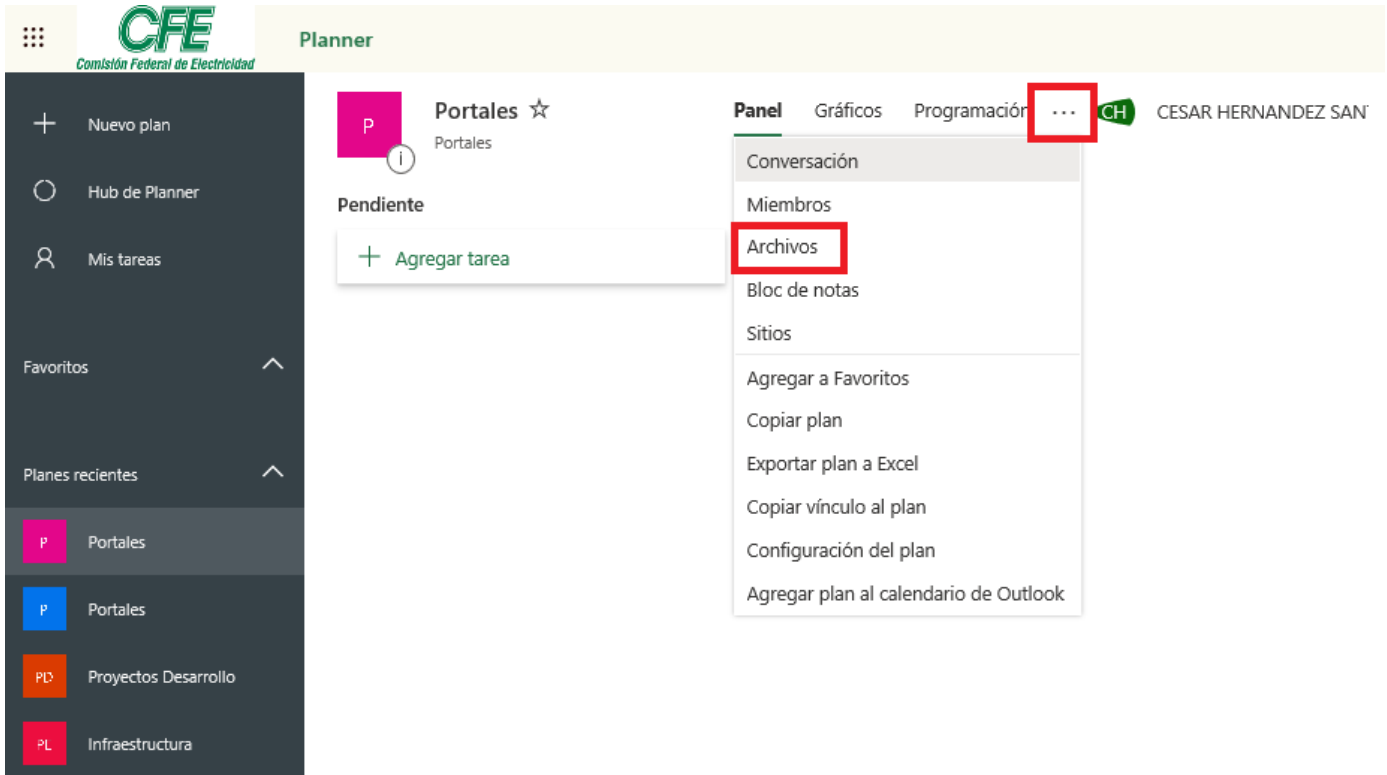 CFE
Comisión Federal de Electricidad
Planner
Nuevo plan
Hub de Planner
Mis tareas
Favoritos
Planes recientes
P Portales
P Portales
PD Proyectos Desarrollo
PL Infraestructura
P
Portales
Portales
Panel Gráficos Programación ... CH CESAR HERNANDEZ SAN
Pendiente
Agregar tarea
Conversación
Miembros
Archivos
Bloc de notas
Sitios
Agregar a Favoritos
Copiar plan
Exportar plan a Excel
Copiar vínculo al plan
Configuración del plan
Agregar plan al calendario de Outlook